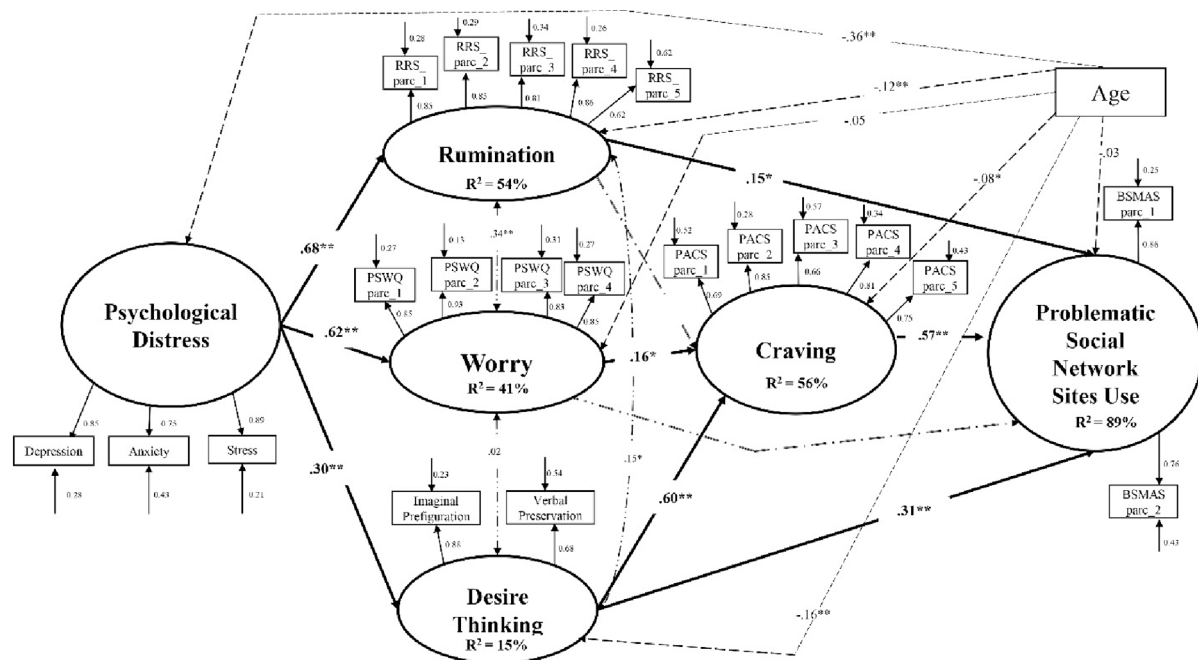 0.28
0.29
0.34
0.26
0.62
RRS_
parc_1
RRS_
parc_2
RRS_
parc_3
RRS_
parc_4
RRS_
parc_5
0.85
0.85
0.81
0.86
0.62
-.36**
-.12**
-.05
Age
-.03
-.08*
Rumination
R² = 54%
.15*
0.25
BSMAS
parc_1
0.86
.68**
.34**
0.27
0.13
0.31
0.27
PSWQ
parc_1
PSWQ
parc_2
PSWQ
parc_3
PSWQ
parc_4
0.85
0.93
0.83
0.85
0.52
0.28
0.57
0.34
0.43
PACS
parc_1
PACS
parc_2
PACS
parc_3
PACS
parc_4
PACS
parc_5
0.69
0.85
0.66
0.81
0.75
Psychological
Distress
.62**
Worry
R² = 41%
.16*
Craving
R² = 56%
.57**
Problematic
Social
Network
Sites Use
R² = 89%
0.85
0.75
0.89
Depression
Anxiety
Stress
0.28
0.43
0.21
.30**
.02
.15*
0.23
0.54
Imaginal
Prefiguration
Verbal
Preservation
0.88
0.68
.60**
.31**
0.76
BSMAS
parc_2
0.43
Desire
Thinking
R² = 15%
-.16**